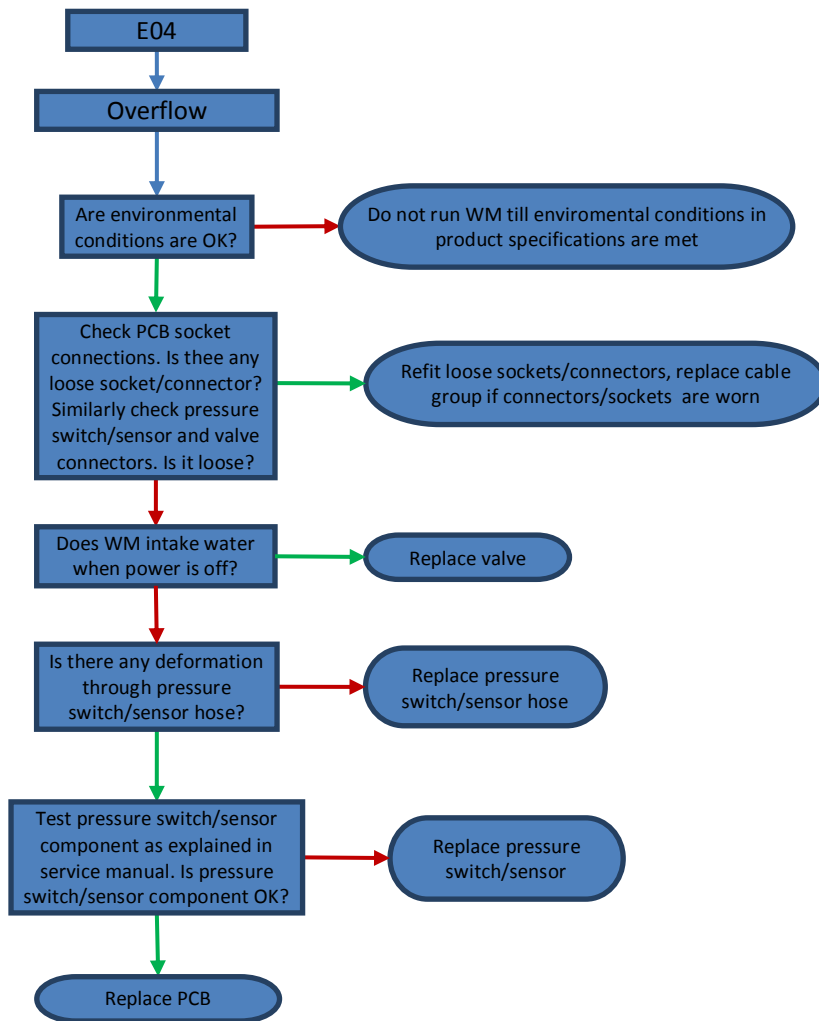 E04
Overflow
Are environmental
conditions are OK?
Do not run WM till enviromental conditions in
product specifications are met
Check PCB socket
connections. Is thee any
loose socket/connector?
Similarly check pressure
switch/sensor and valve
connectors. Is it loose?
Refit loose sockets/connectors, replace cable
group if connectors/sockets are worn
Does WM intake water
when power is off?
Replace valve
Is there any deformation
through pressure
switch/sensor hose?
Replace pressure
switch/sensor hose
Test pressure switch/sensor
component as explained in
service manual. Is pressure
switch/sensor component OK?
Replace pressure
switch/sensor
Replace PCB